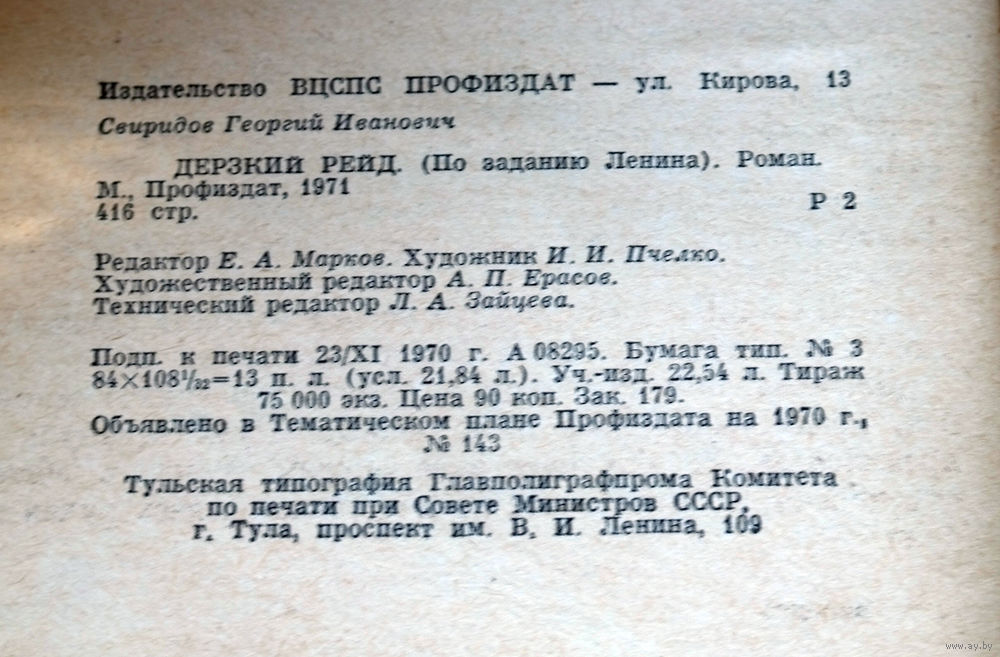 Издательство ВЦСПС ПРОФИЗДАТ — ул. Кирова, 13
Свиридов Георгий Иванович
ДЕРЗКИЙ РЕЙД. (По заданию Ленина). Роман.
М., Профиздат, 1971
416 стр. Р 2
Редактор Е. А. Марков. Художник И. И. Пчелко.
Художественный редактор А. П. Ерасов.
Технический редактор Л. А. Зайцева.
Подп. к печати 23/XI 1970 г. А 08295. Бумага тип. № 3
84×108¹/₃₂=13 п. л. (усл. 21,84 л.). Уч.-изд. 22,54 л. Тираж
75 000 экз. Цена 90 коп. Зак. 179.
Объявлено в Тематическом плане Профиздата на 1970 г.,
№ 143
Тульская типография Главполиграфпрома Комитета
по печати при Совете Министров СССР,
г. Тула, проспект им. В. И. Ленина, 109
www.ay.by